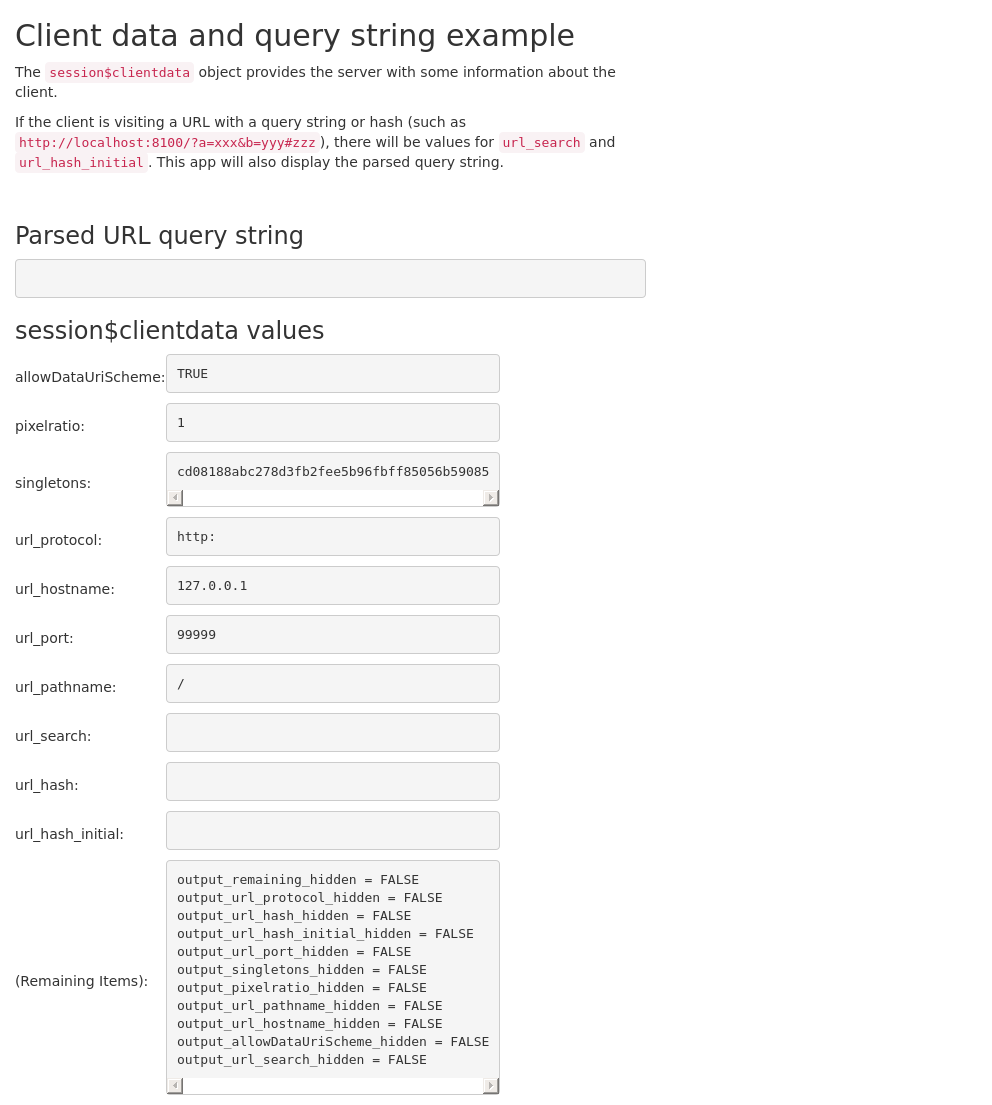 Client data and query string example
The session$clientdata object provides the server with some information about the
client.
If the client is visiting a URL with a query string or hash (such as
http://localhost:8100/?a=xxx&b=yyy#zzz), there will be values for url_search and
url_hash_initial. This app will also display the parsed query string.
Parsed URL query string
session$clientdata values
allowDataUriScheme: TRUE
pixelratio: 1
singletons: cd08188abc278d3fb2fee5b96fbff85056b59085
url_protocol: http:
url_hostname: 127.0.0.1
url_port: 99999
url_pathname: /
url_search:
url_hash:
url_hash_initial:
(Remaining Items):
output_remaining_hidden = FALSE
output_url_protocol_hidden = FALSE
output_url_hash_hidden = FALSE
output_url_hash_initial_hidden = FALSE
output_url_port_hidden = FALSE
output_singletons_hidden = FALSE
output_pixelratio_hidden = FALSE
output_url_pathname_hidden = FALSE
output_url_hostname_hidden = FALSE
output_allowDataUriScheme_hidden = FALSE
output_url_search_hidden = FALSE